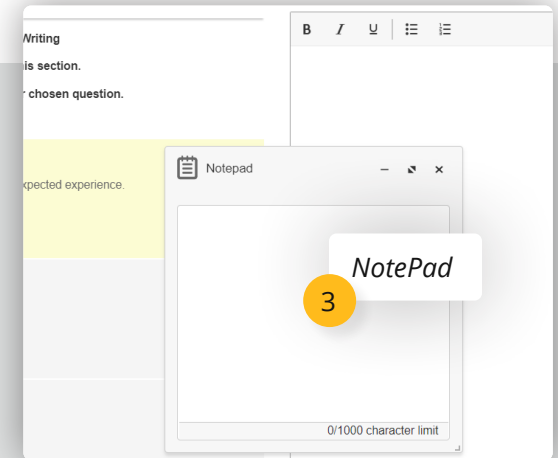 Writing
is section.
r chosen question.
xpected experience.
B I U
Notepad
NotePad
3
0/1000 character limit